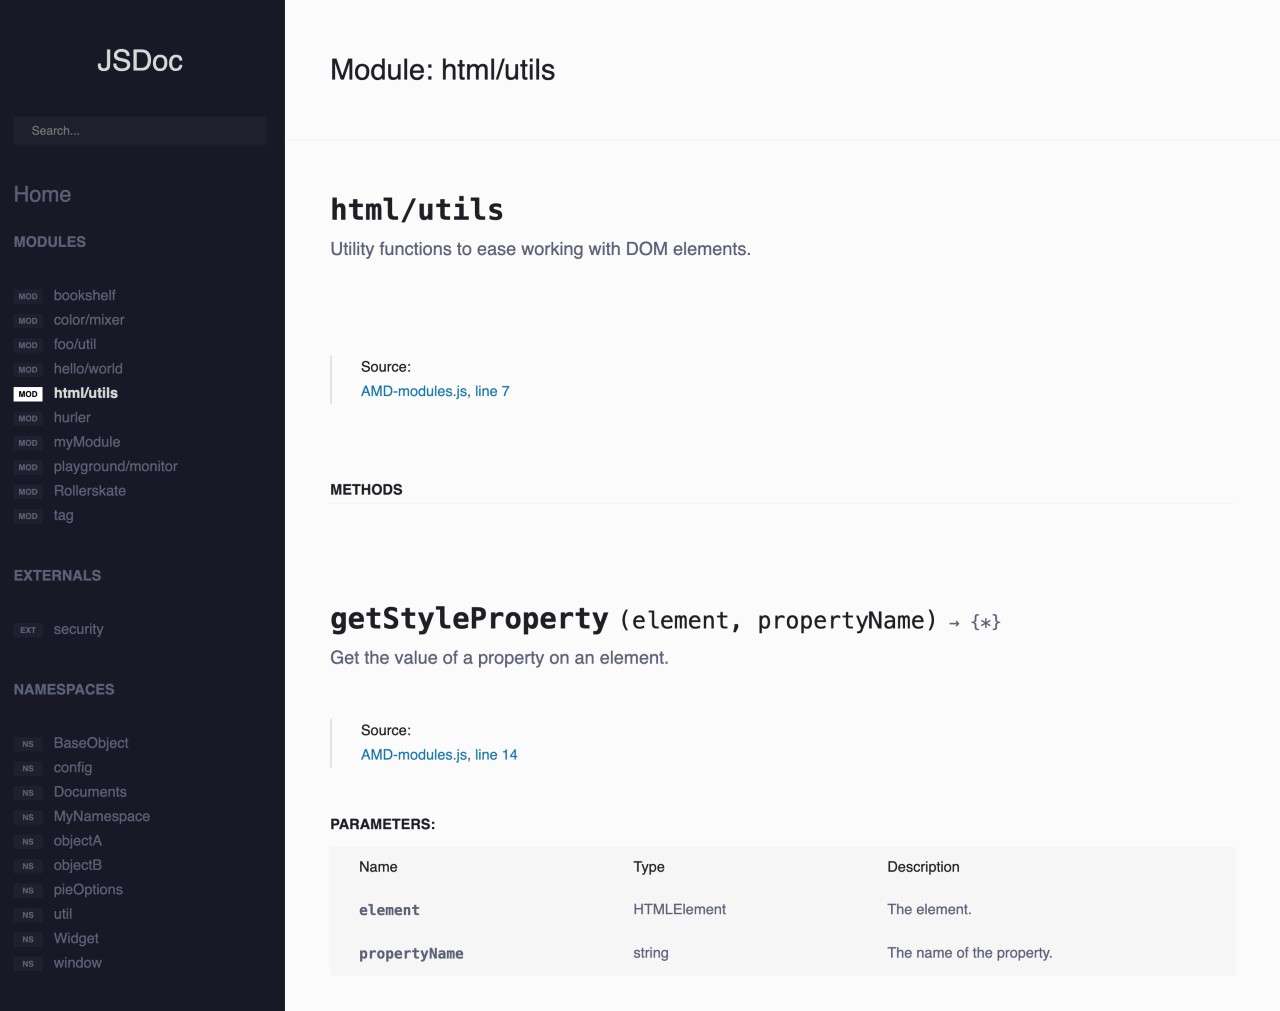 JSDoc
Search...
Home
MODULES
MOD bookshelf
MOD color/mixer
MOD foo/util
MOD hello/world
MOD html/utils
MOD hurler
MOD myModule
MOD playground/monitor
MOD Rollerskate
MOD tag
EXTERNALS
EXT security
NAMESPACES
NS BaseObject
NS config
NS Documents
NS MyNamespace
NS objectA
NS objectB
NS pieOptions
NS util
NS Widget
NS window
Module: html/utils
html/utils
Utility functions to ease working with DOM elements.
Source:
AMD-modules.js, line 7
METHODS
getStyleProperty (element, propertyName) → {*}
Get the value of a property on an element.
Source:
AMD-modules.js, line 14
PARAMETERS:
Name Type Description
element HTMLElement The element.
propertyName string The name of the property.